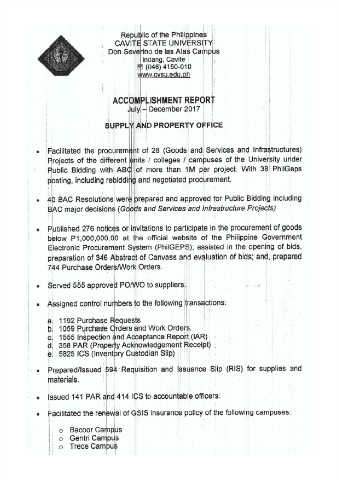 Republic of the Philippines
CAVITE STATE UNIVERSITY
Don Severino de las Alas Campus
Indang, Cavite
(046) 4150-010
www.cvsu.edu.ph
ACCOMPLISHMENT REPORT
July – December 2017
SUPPLY AND PROPERTY OFFICE
• Facilitated the procurement of 28 (Goods and Services and Infrastructures)
Projects of the different units / colleges / campuses of the University under
Public Bidding with ABC of more than 1M per project. With 38 PhilGeps
posting, including rebidding and negotiated procurement.
• 40 BAC Resolutions were prepared and approved for Public Bidding including
BAC major decisions (Goods and Services and Infrastructure Projects)
• Published 276 notices or invitations to participate in the procurement of goods
below P1,000,000.00 at the official website of the Philippine Government
Electronic Procurement System (PhilGEPS), assisted in the opening of bids,
preparation of 346 Abstract of Canvass and evaluation of bids; and, prepared
744 Purchase Orders/Work Orders.
• Served 555 approved PO/WO to suppliers.
• Assigned control numbers to the following transactions:
a. 1192 Purchase Requests
b. 1059 Purchase Orders and Work Orders.
c. 1555 Inspection and Acceptance Report (IAR)
d. 358 PAR (Property Acknowledgement Receipt)
e. 5825 ICS (Inventory Custodian Slip)
• Prepared/Issued 594 Requisition and Issuance Slip (RIS) for supplies and
materials.
• Issued 141 PAR and 414 ICS to accountable officers.
• Facilitated the renewal of GSIS insurance policy of the following campuses:
o Bacoor Campus
o Gentri Campus
o Trece Campus